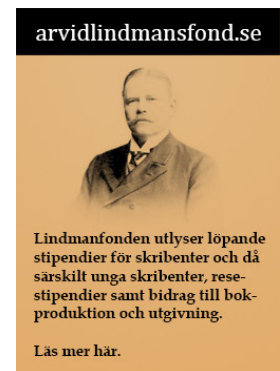 arvidlindmansfond.se
Lindmanfonden utlyser löpande
stipendier för skribenter och då
särskilt unga skribenter, rese-
stipendier samt bidrag till bok-
produktion och utgivning.
Läs mer här.